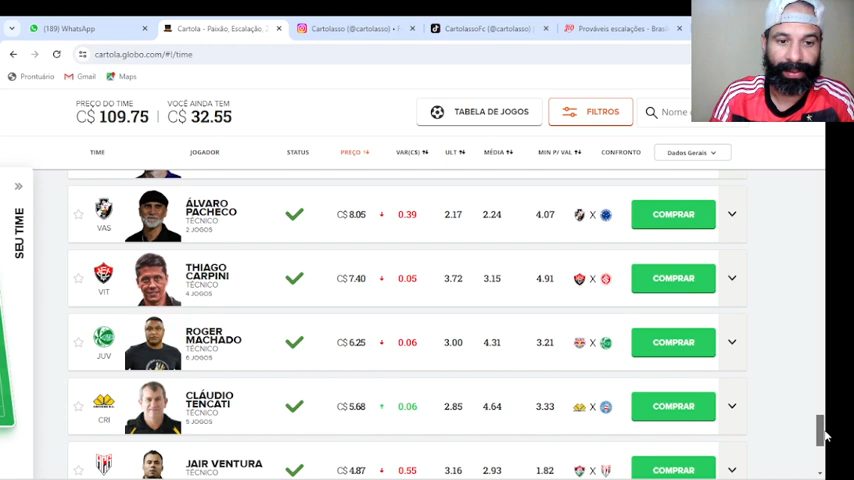 (189) WhatsApp
Cartola - Paixão, Escalação,
Cartolasso (@cartolasso) •
CartolassoFc (@cartolasso)
Prováveis escalações - Brasil
cartola.globo.com/#!/time
Prontuário
Gmail
Maps
PREÇO DO TIME
C$ 109.75
VOCÊ AINDA TEM
C$ 32.55
TABELA DE JOGOS
FILTROS
Nome
TIME JOGADOR STATUS PREÇO VAR(C$) ULT MÉDIA MIN P/ VAL CONFRONTO Dados Gerais
SEU TIME
VAS
ÁLVARO
PACHECO
TÉCNICO
2 JOGOS
C$ 8.05 0.39 2.17 2.24 4.07 X COMPRAR
VIT
THIAGO
CARPINI
TÉCNICO
4 JOGOS
C$ 7.40 0.05 3.72 3.15 4.91 X COMPRAR
JUV
ROGER
MACHADO
TÉCNICO
6 JOGOS
C$ 6.25 0.06 3.00 4.31 3.21 X COMPRAR
CRI
CLÁUDIO
TENCATI
TÉCNICO
5 JOGOS
C$ 5.68 0.06 2.85 4.64 3.33 X COMPRAR
JAIR VENTURA
TÉCNICO
C$ 4.87 0.55 3.16 2.93 1.82 X COMPRAR